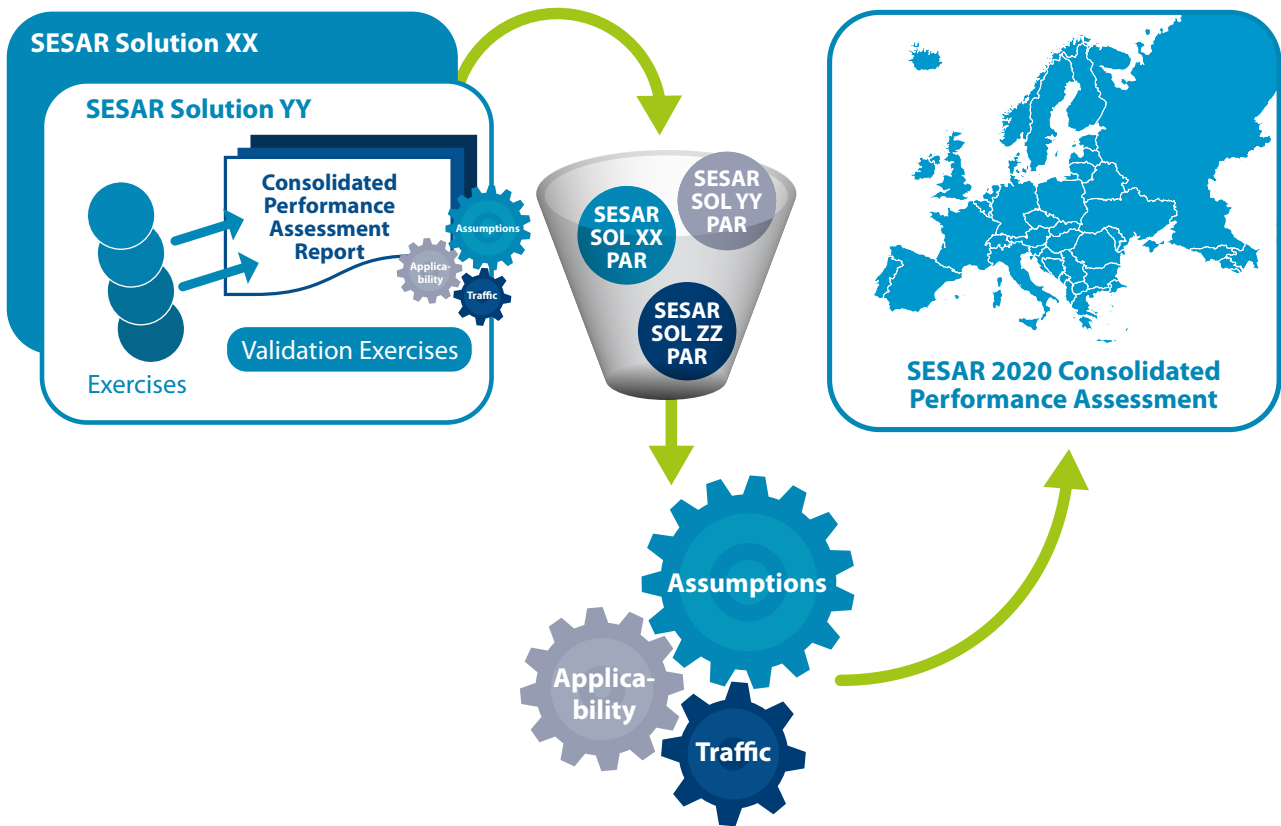 SESAR Solution XX
SESAR Solution YY
Consolidated
Performance
Assessment
Report
Assumptions
Applica-
bility
Traffic
Validation Exercises
Exercises
SESAR
SOL XX
PAR
SESAR
SOL YY
PAR
SESAR
SOL ZZ
PAR
SESAR 2020 Consolidated
Performance Assessment
Assumptions
Applica-
bility
Traffic